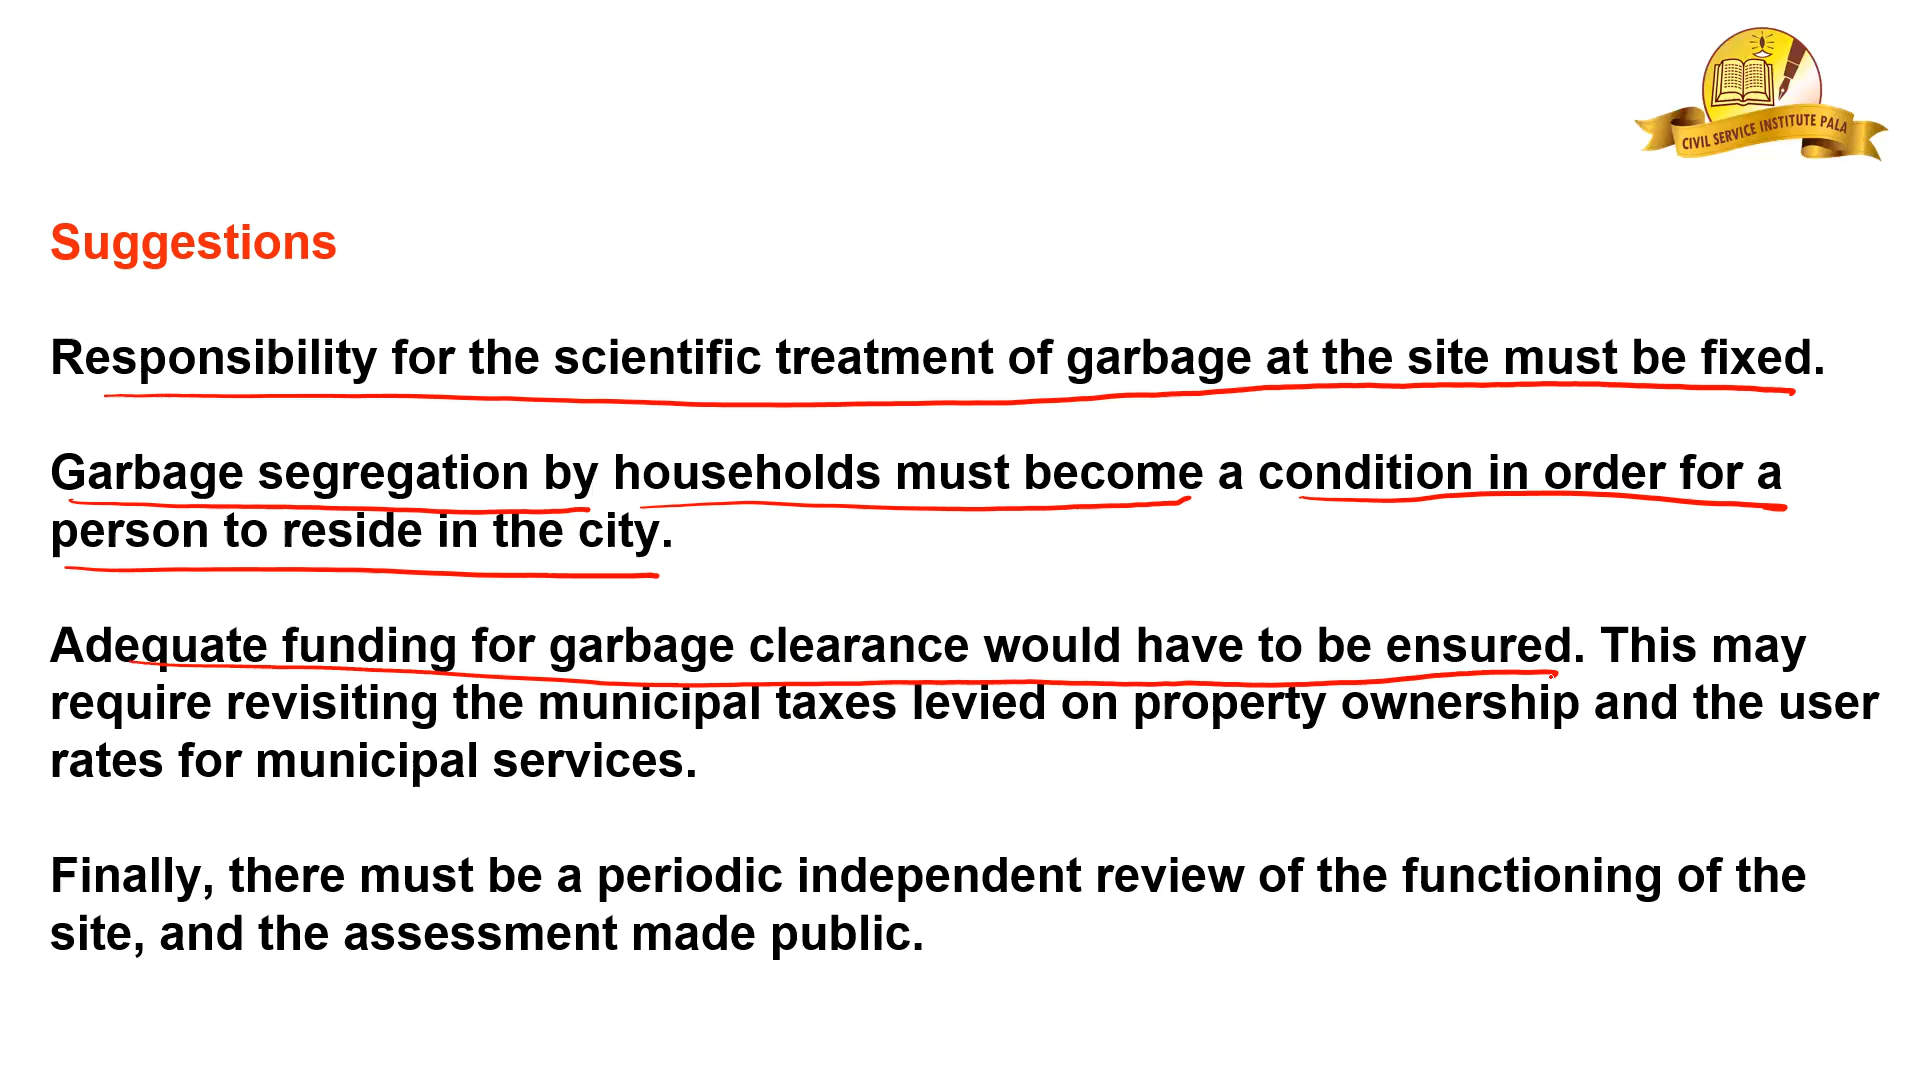 CIVIL SERVICE INSTITUTE PALA
Suggestions
Responsibility for the scientific treatment of garbage at the site must be fixed.
Garbage segregation by households must become a condition in order for a
person to reside in the city.
Adequate funding for garbage clearance would have to be ensured. This may
require revisiting the municipal taxes levied on property ownership and the user
rates for municipal services.
Finally, there must be a periodic independent review of the functioning of the
site, and the assessment made public.